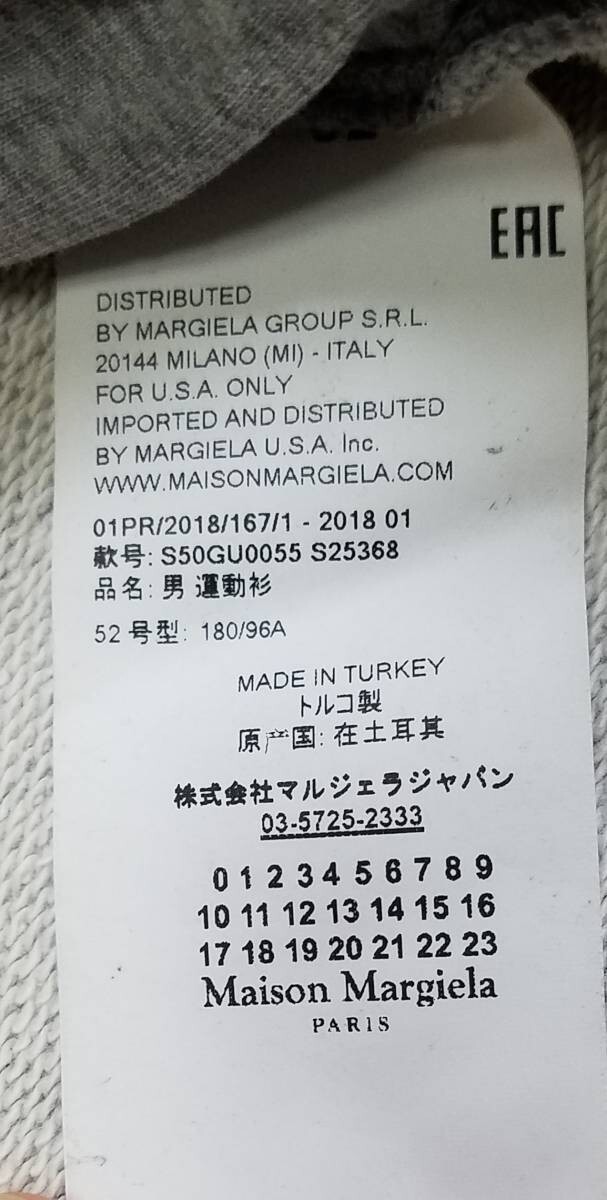 EAC
DISTRIBUTED
BY MARGIELA GROUP S.R.L.
20144 MILANO (MI) - ITALY
FOR U.S.A. ONLY
IMPORTED AND DISTRIBUTED
BY MARGIELA U.S.A. Inc.
WWW.MAISONMARGIELA.COM
01PR/2018/167/1 - 2018 01
款号: S50GU0055 S25368
品名: 男 運動衫
52 号型: 180/96A
MADE IN TURKEY
トルコ製
原产国: 在土耳其
株式会社マルジェラジャパン
03-5725-2333
0 1 2 3 4 5 6 7 8 9
10 11 12 13 14 15 16
17 18 19 20 21 22 23
Maison Margiela
PARIS